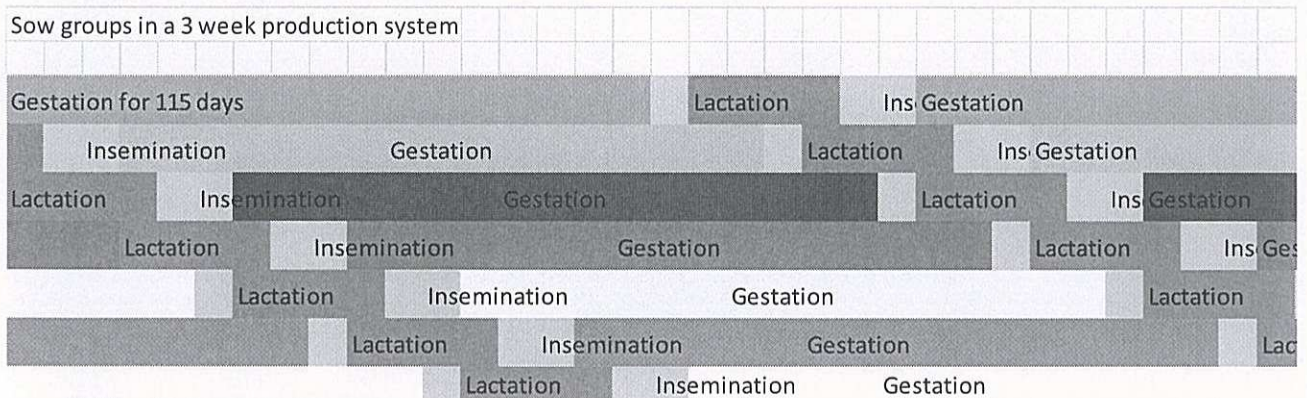 Sow groups in a 3 week production system
Gestation for 115 days Lactation Ins Gestation
Insemination Gestation Lactation Ins Gestation
Lactation Insemination Gestation Lactation Ins Gestation
Lactation Insemination Gestation Lactation Ins Ges
Lactation Insemination Gestation Lactation
Lactation Insemination Gestation Lac
Lactation Insemination Gestation